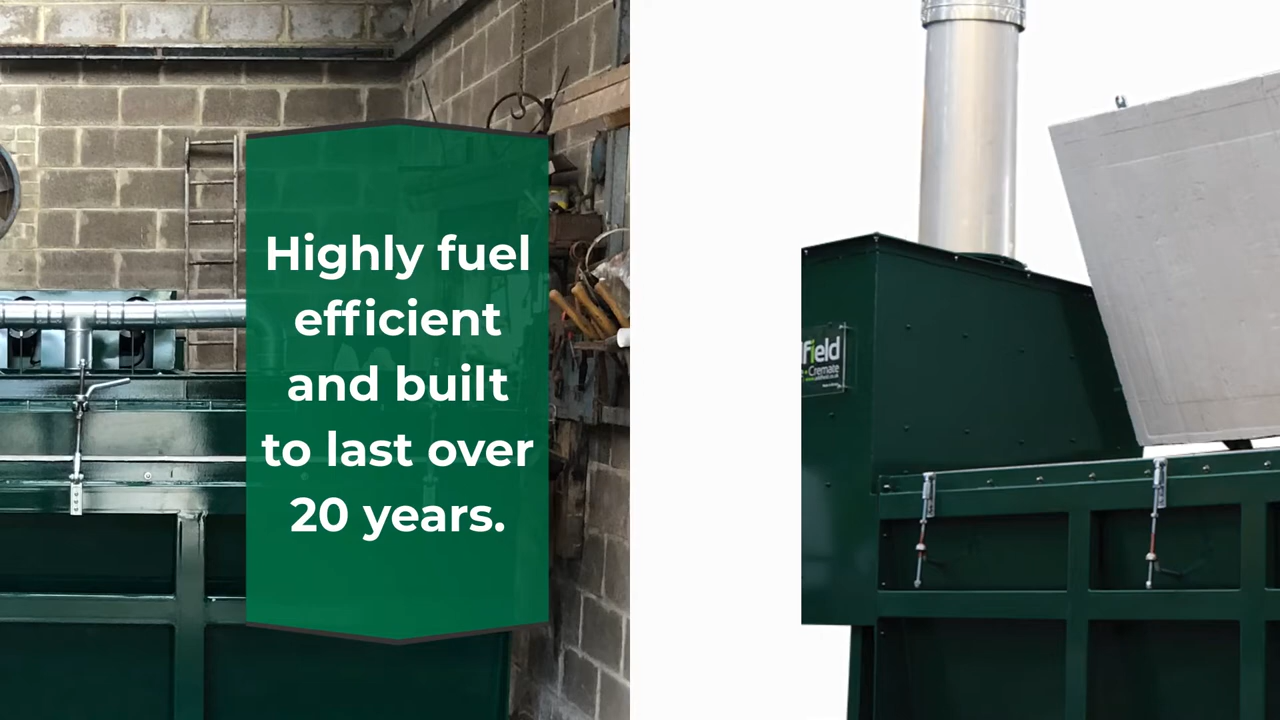 Highly fuel
efficient
and built
to last over
20 years.
field
Cremate